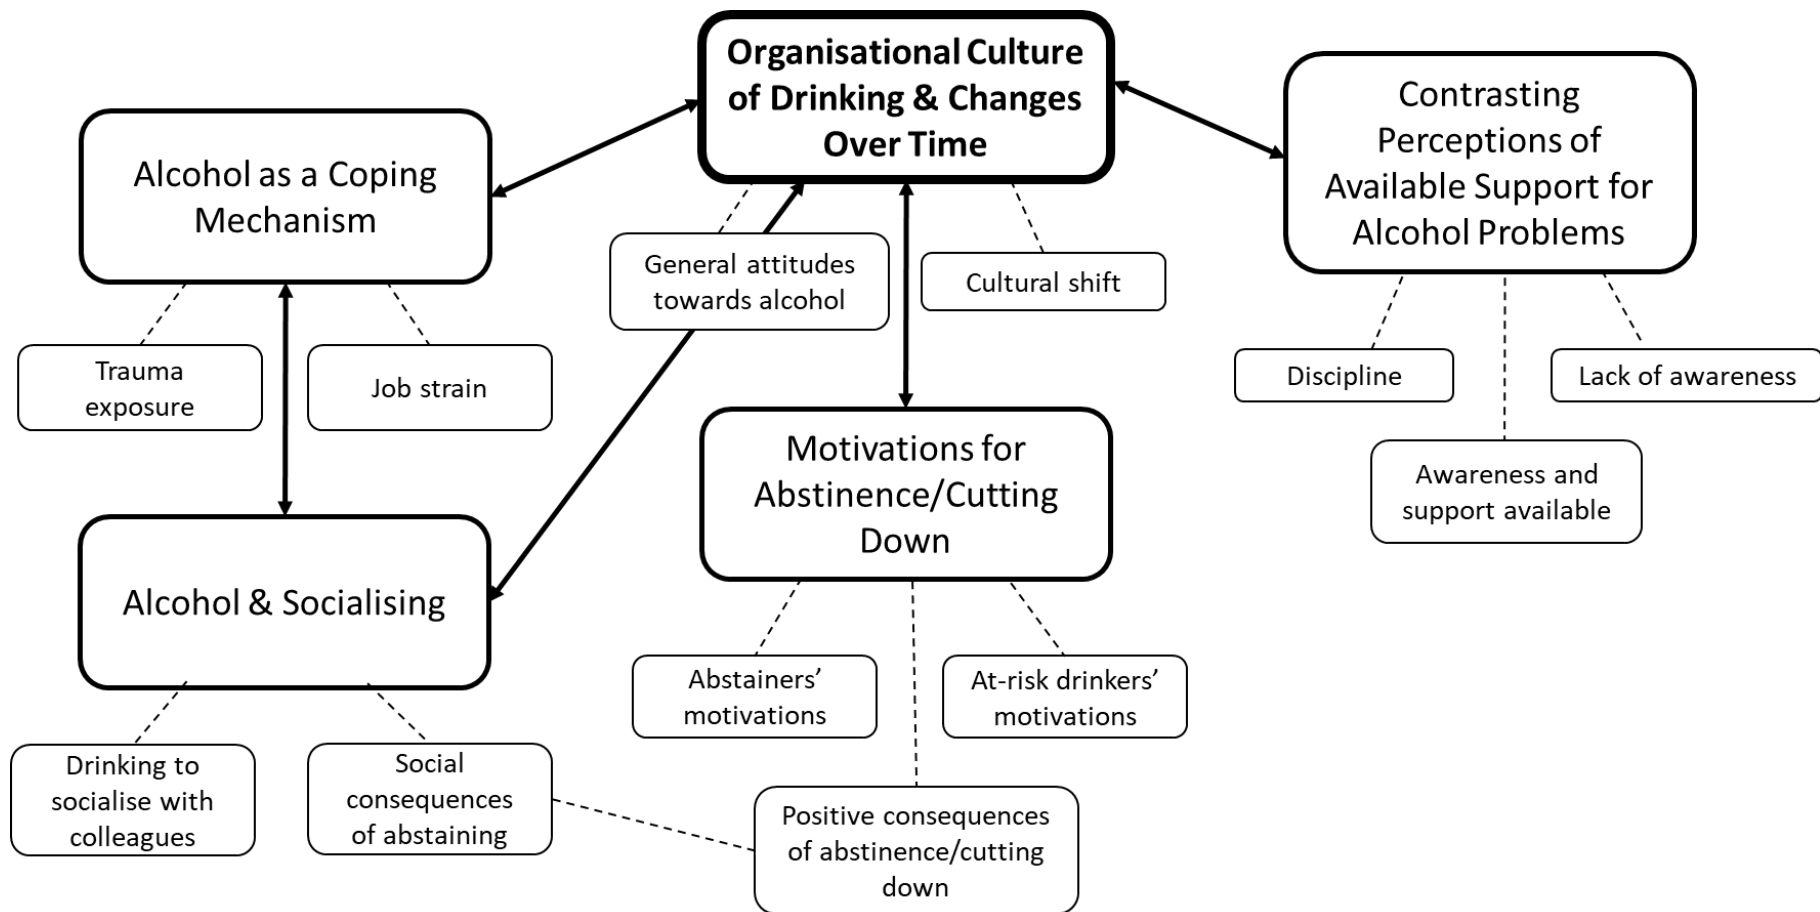 Organisational Culture
of Drinking & Changes
Over Time
Contrasting
Perceptions of
Available Support for
Alcohol Problems
Alcohol as a Coping
Mechanism
General attitudes
towards alcohol
Cultural shift
Trauma
exposure
Job strain
Discipline
Lack of awareness
Motivations for
Abstinence/Cutting
Down
Awareness and
support available
Alcohol & Socialising
Abstainers’
motivations
At-risk drinkers’
motivations
Drinking to
socialise with
colleagues
Social
consequences
of abstaining
Positive consequences
of abstinence/cutting
down